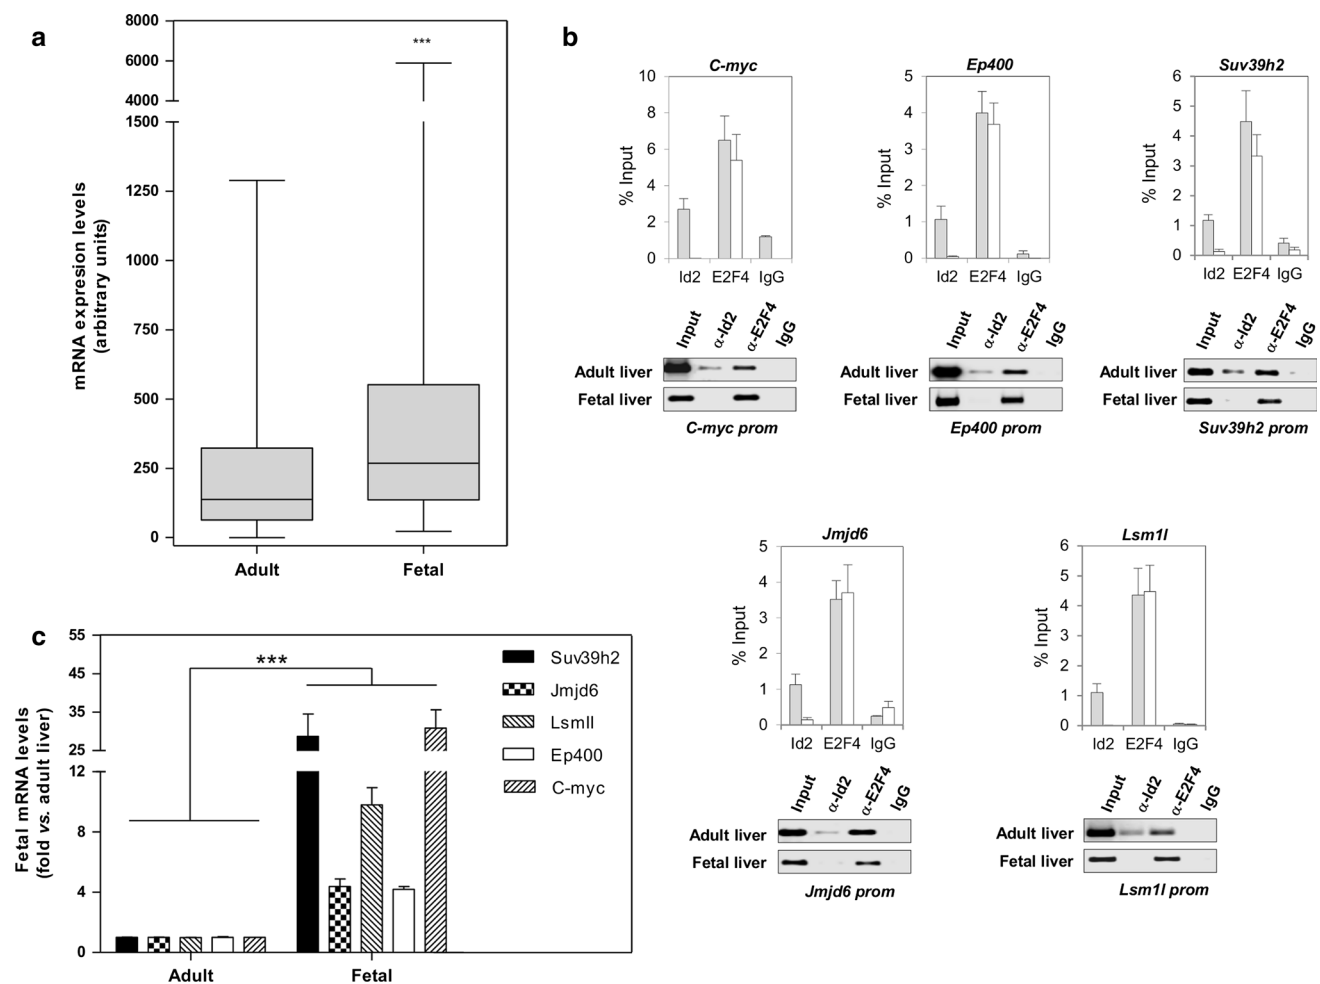 a
8000
6000
4000
1500
1250
1000
750
500
250
0
mRNA expresion levels
(arbitrary units)
***
Adult
Fetal
b
C-myc
10
8
6
4
2
0
% Input
Id2 E2F4 IgG
Input α-Id2 α-E2F4 IgG
Adult liver
Fetal liver
C-myc prom
Ep400
5
4
3
2
1
0
% Input
Id2 E2F4 IgG
Input α-Id2 α-E2F4 IgG
Adult liver
Fetal liver
Ep400 prom
Suv39h2
6
5
4
3
2
1
0
% Input
Id2 E2F4 IgG
Input α-Id2 α-E2F4 IgG
Adult liver
Fetal liver
Suv39h2 prom
Jmjd6
5
4
3
2
1
0
% Input
Id2 E2F4 IgG
Input α-Id2 α-E2F4 IgG
Adult liver
Fetal liver
Jmjd6 prom
Lsm1l
6
5
4
3
2
1
0
% Input
Id2 E2F4 IgG
Input α-Id2 α-E2F4 IgG
Adult liver
Fetal liver
Lsm1l prom
c
55
45
35
25
12
8
4
0
Fetal mRNA levels
(fold vs. adult liver)
***
Suv39h2
Jmjd6
Lsmll
Ep400
C-myc
Adult
Fetal